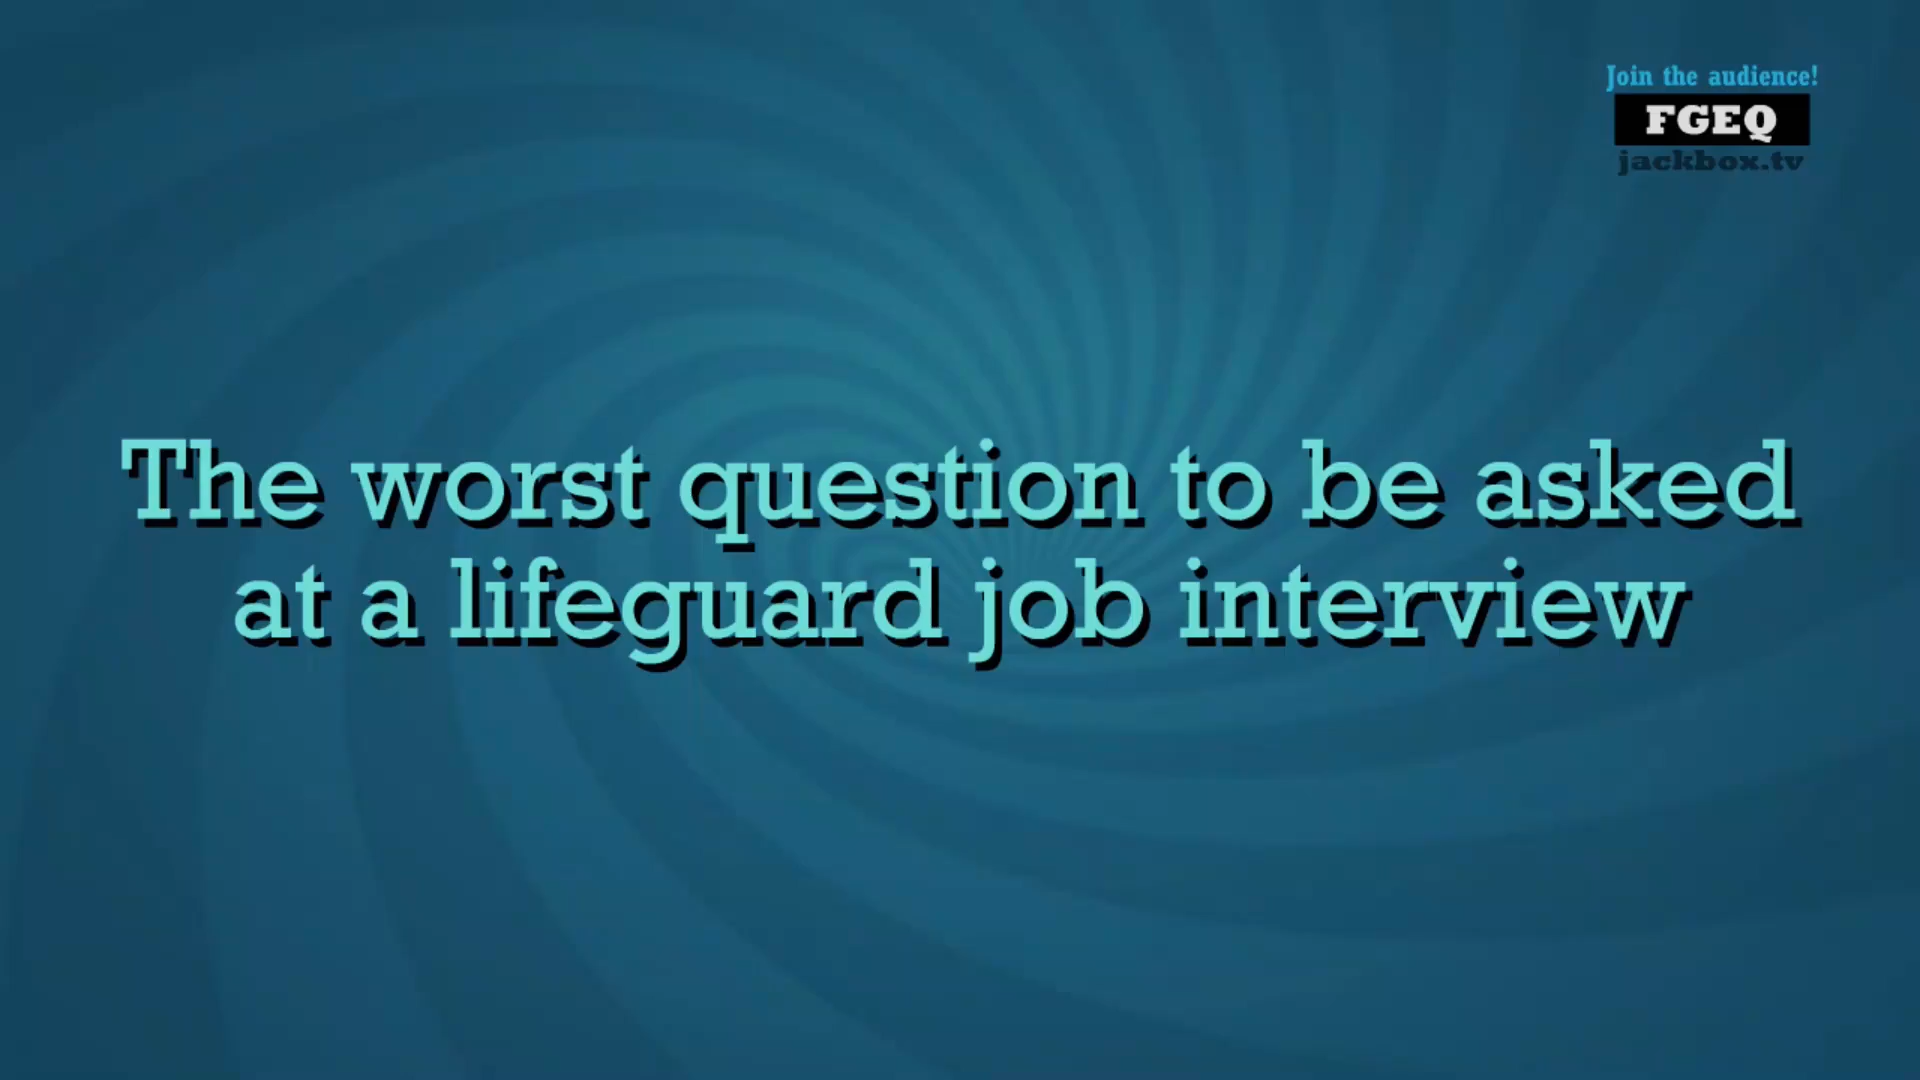 Join the audience!
FGEQ
jackbox.tv
The worst question to be asked
at a lifeguard job interview